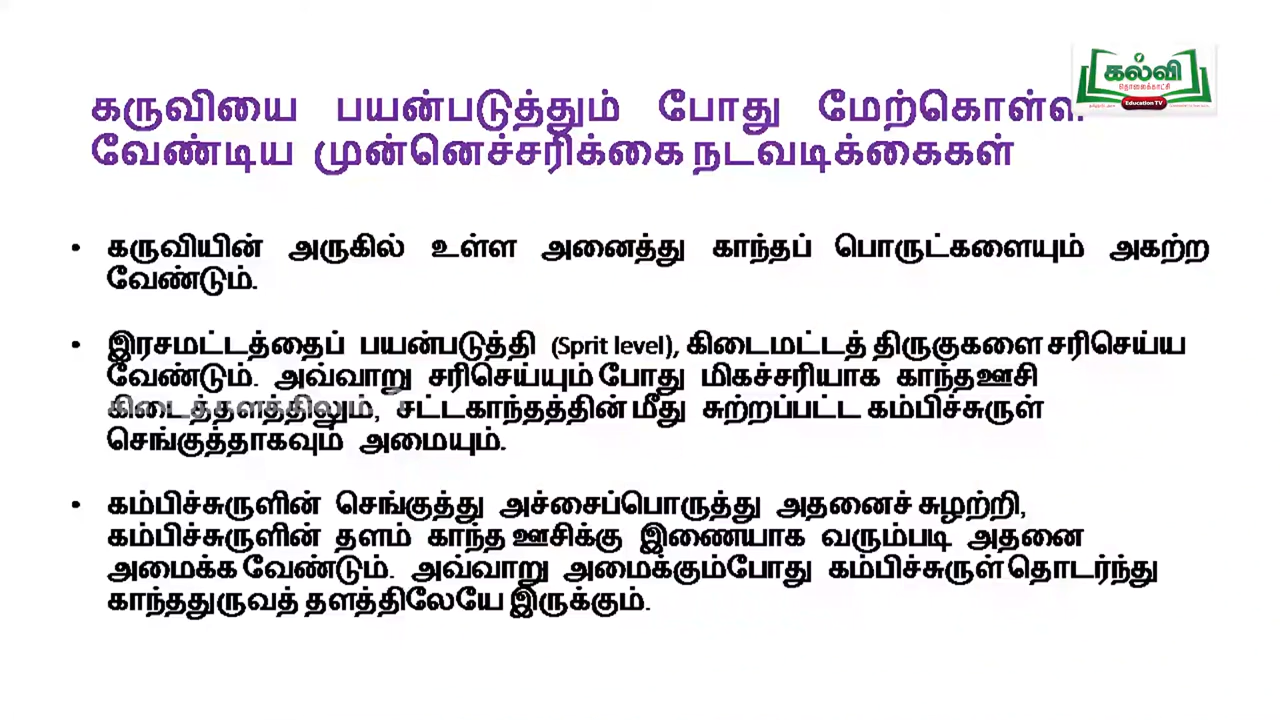 கல்வி
தொலைக்காட்சி
Education TV
கருவியை பயன்படுத்தும் போது மேற்கொள்ள
வேண்டிய முன்னெச்சரிக்கை நடவடிக்கைகள்
• கருவியின் அருகில் உள்ள அனைத்து காந்தப் பொருட்களையும் அகற்ற
வேண்டும்.
• இரசமட்டத்தைப் பயன்படுத்தி (Sprit level), கிடைமட்டத் திருகுகளை சரிசெய்ய
வேண்டும். அவ்வாறு சரிசெய்யும் போது மிகச்சரியாக காந்தஊசி
கிடைத்தளத்திலும், சட்டகாந்தத்தின் மீது சுற்றப்பட்ட கம்பிச்சுருள்
செங்குத்தாகவும் அமையும்.
• கம்பிச்சுருளின் செங்குத்து அச்சைப்பொருத்து அதனைச் சுழற்றி,
கம்பிச்சுருளின் தளம் காந்த ஊசிக்கு இணையாக வரும்படி அதனை
அமைக்க வேண்டும். அவ்வாறு அமைக்கும்போது கம்பிச்சுருள் தொடர்ந்து
காந்ததுருவத் தளத்திலேயே இருக்கும்.